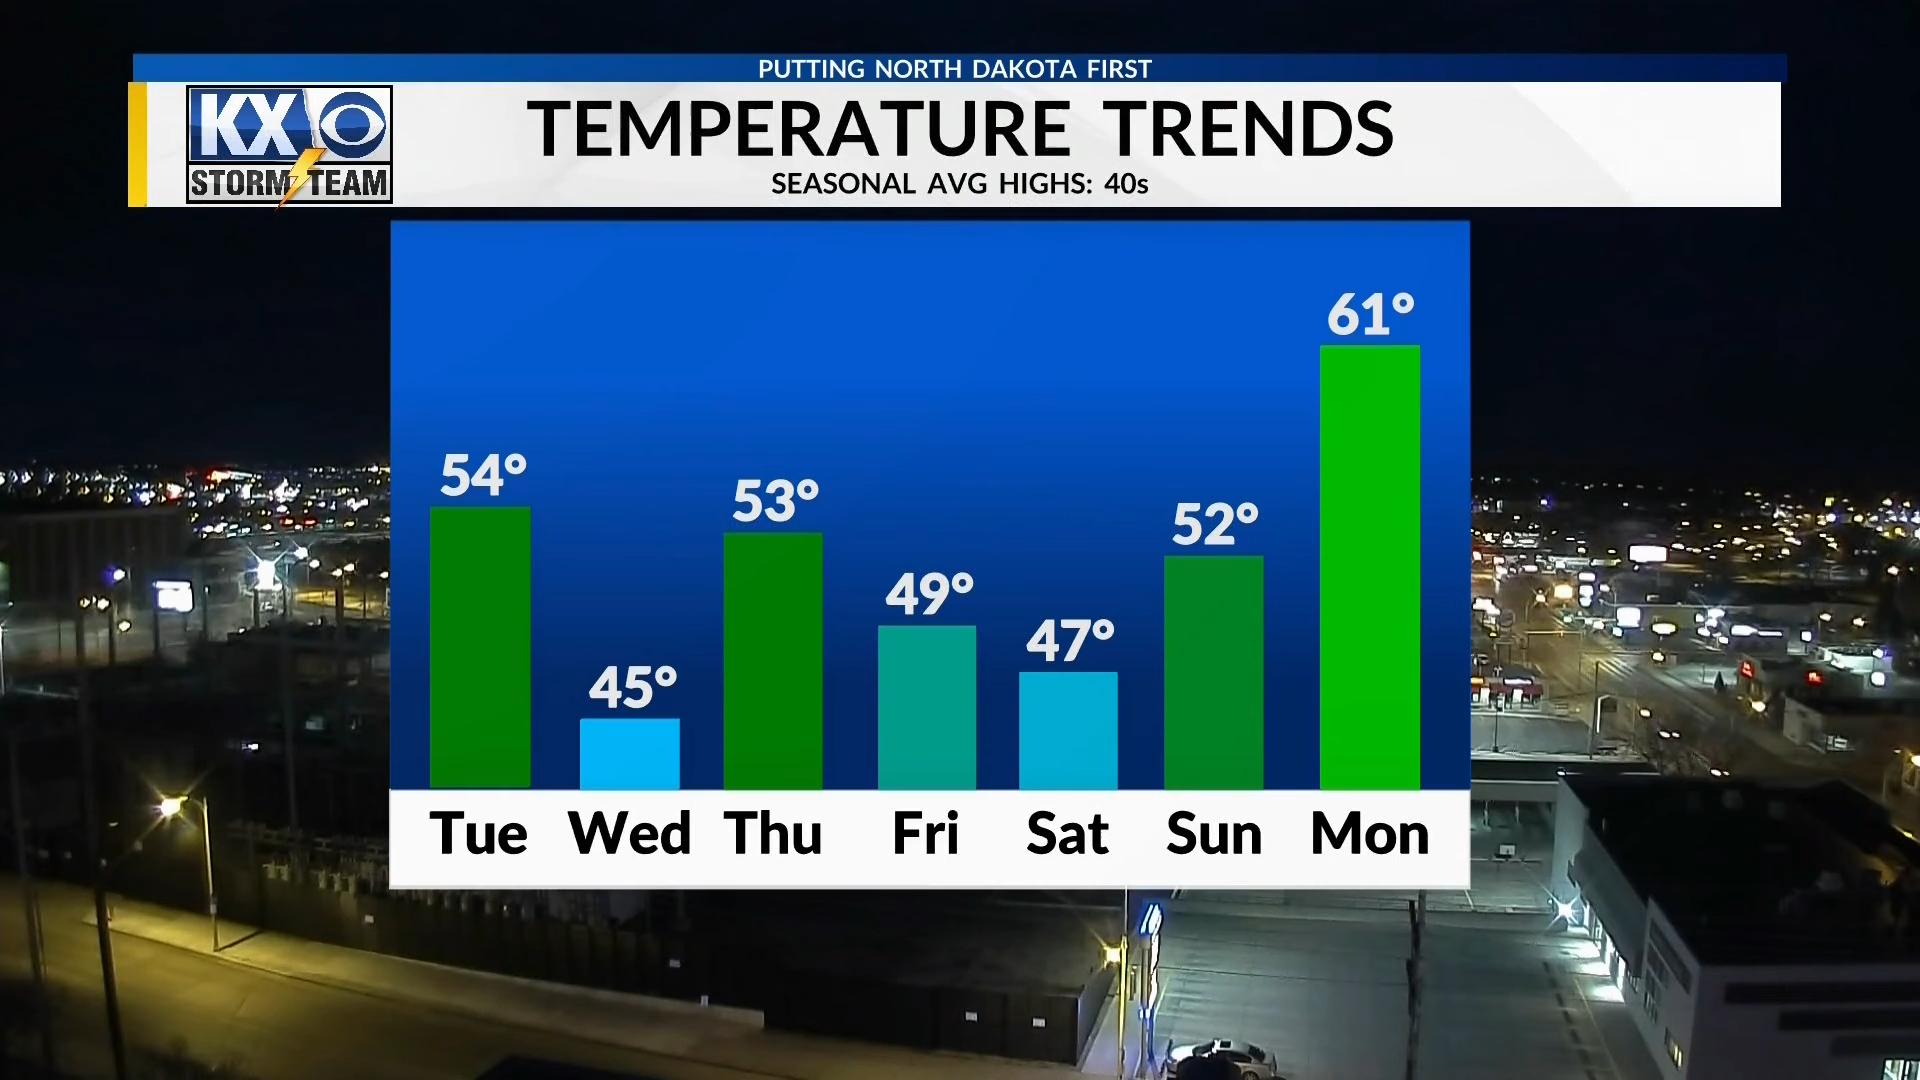 PUTTING NORTH DAKOTA FIRST
KX
STORM TEAM
TEMPERATURE TRENDS
SEASONAL AVG HIGHS: 40s
61°
54°
53°
52°
49°
47°
45°
Tue Wed Thu Fri Sat Sun Mon